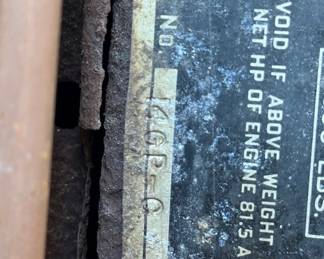 VOID IF ABOVE WEIGHT
NET HP OF ENGINE 81.5 A
LBS.
NO